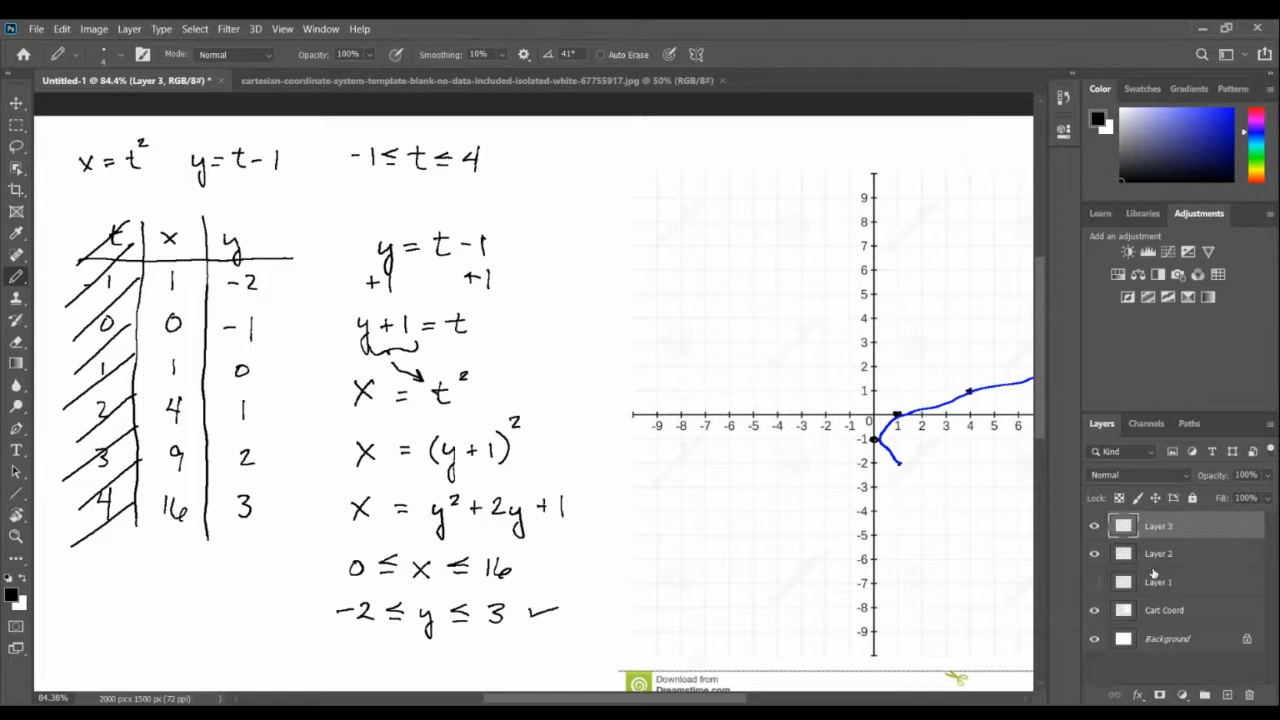 Ps File Edit Image Layer Type Select Filter 3D View Window Help
4 Mode: Normal Opacity: 100% Smoothing: 10% 41° Auto Erase
Untitled-1 @ 84.4% (Layer 3, RGB/8#) * × cartesian-coordinate-system-template-blank-no-data-included-isolated-white-67755917.jpg @ 50% (RGB/8#) ×
x = t² y = t - 1 -1 ≤ t ≤ 4
t x y
-1 1 -2
0 0 -1
1 1 0
2 4 1
3 9 2
4 16 3
y = t - 1
+1 +1
y + 1 = t
x = t²
x = (y + 1)²
x = y² + 2y + 1
0 ≤ x ≤ 16
-2 ≤ y ≤ 3 ✓
9
8
7
6
5
4
3
2
1
-9 -8 -7 -6 -5 -4 -3 -2 -1 0 1 2 3 4 5 6
-1
-2
-3
-4
-5
-6
-7
-8
-9
Download from
Dreamstime.com
Color Swatches Gradients Pattern
Learn Libraries Adjustments
Add an adjustment
Layers Channels Paths
Kind
Normal Opacity: 100%
Lock: Fill: 100%
Layer 3
Layer 2
Layer 1
Cart Coord
Background
84.38% 2000 px x 1500 px (72 ppi)